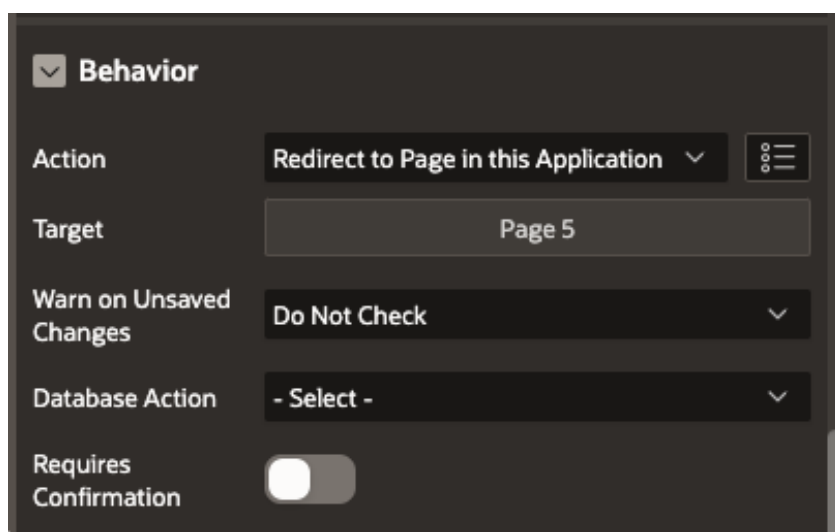 Behavior
Action
Redirect to Page in this Application
Target
Page 5
Warn on Unsaved
Changes
Do Not Check
Database Action
- Select -
Requires
Confirmation